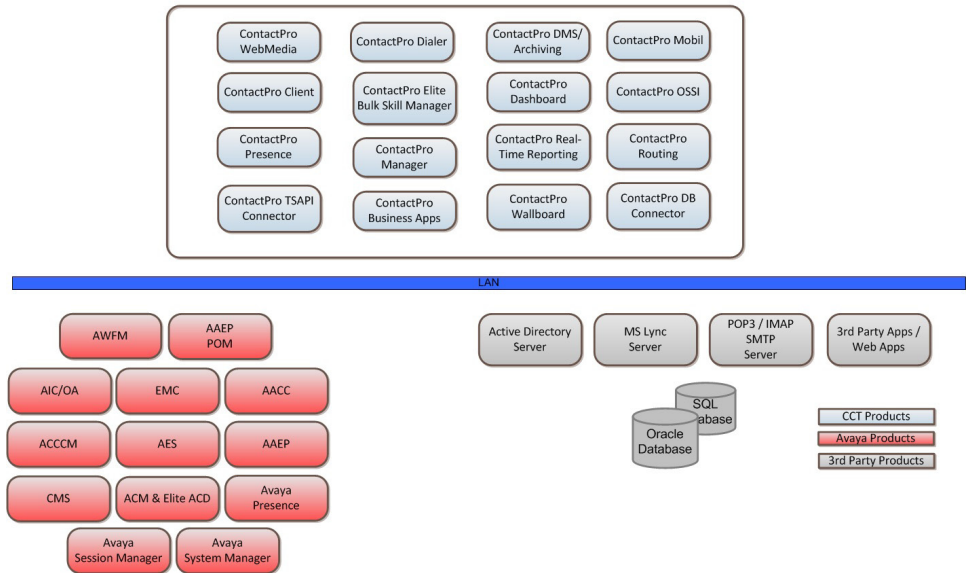 ContactPro
WebMedia
ContactPro Dialer
ContactPro DMS/
Archiving
ContactPro Mobil
ContactPro Client
ContactPro Elite
Bulk Skill Manager
ContactPro
Dashboard
ContactPro OSSI
ContactPro
Presence
ContactPro
Manager
ContactPro Real-
Time Reporting
ContactPro
Routing
ContactPro TSAPI
Connector
ContactPro
Business Apps
ContactPro
Wallboard
ContactPro DB
Connector
LAN
AWFM
AAEP
POM
AIC/OA
EMC
AACC
ACCCM
AES
AAEP
CMS
ACM & Elite ACD
Avaya
Presence
Avaya
Session Manager
Avaya
System Manager
Active Directory
Server
MS Lync
Server
POP3 / IMAP
SMTP
Server
3rd Party Apps /
Web Apps
SQL
Oracle
Database
CCT Products
Avaya Products
3rd Party Products